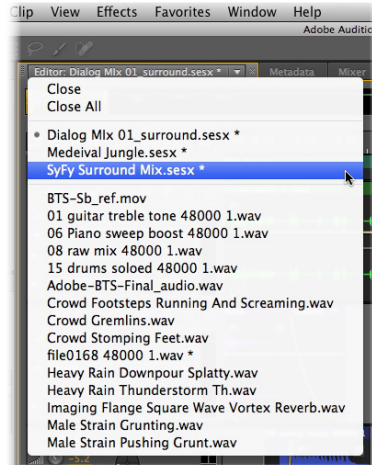 Clip View Effects Favorites Window Help
Adobe Auditio
Editor: Dialog MIx 01_surround.sesx * Metadata Mixer
Close
Close All
Dialog MIx 01_surround.sesx *
Medeival Jungle.sesx *
SyFy Surround Mix.sesx *
BTS-Sb_ref.mov
01 guitar treble tone 48000 1.wav
06 Piano sweep boost 48000 1.wav
08 raw mix 48000 1.wav
15 drums soloed 48000 1.wav
Adobe-BTS-Final_audio.wav
Crowd Footsteps Running And Screaming.wav
Crowd Gremlins.wav
Crowd Stomping Feet.wav
file0168 48000 1.wav *
Heavy Rain Downpour Splatty.wav
Heavy Rain Thunderstorm Th.wav
Imaging Flange Square Wave Vortex Reverb.wav
Male Strain Grunting.wav
Male Strain Pushing Grunt.wav
-5.2